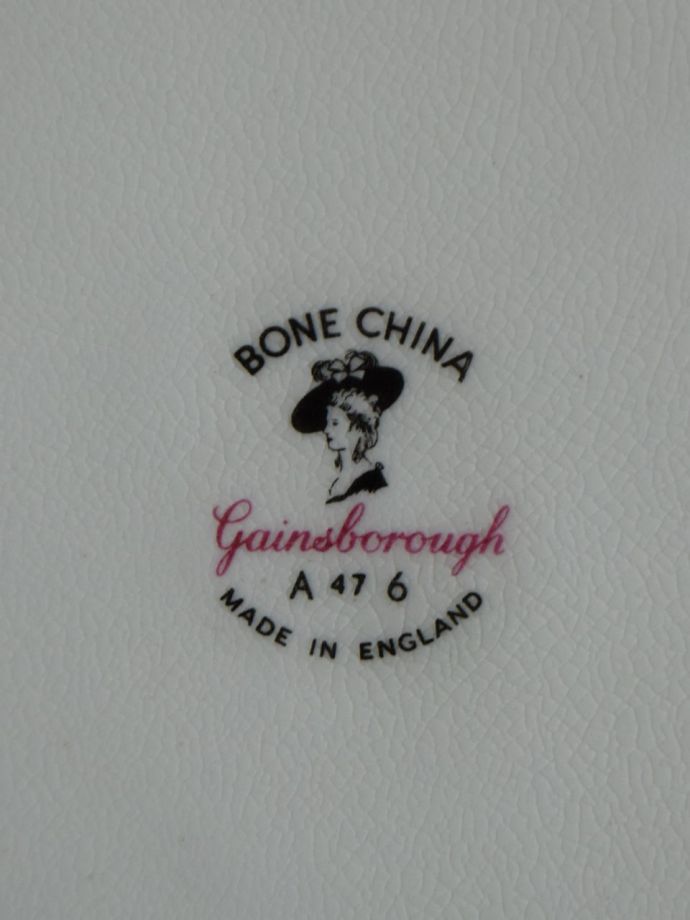 BONE CHINA
Gainsborough
A 47 6
MADE IN ENGLAND